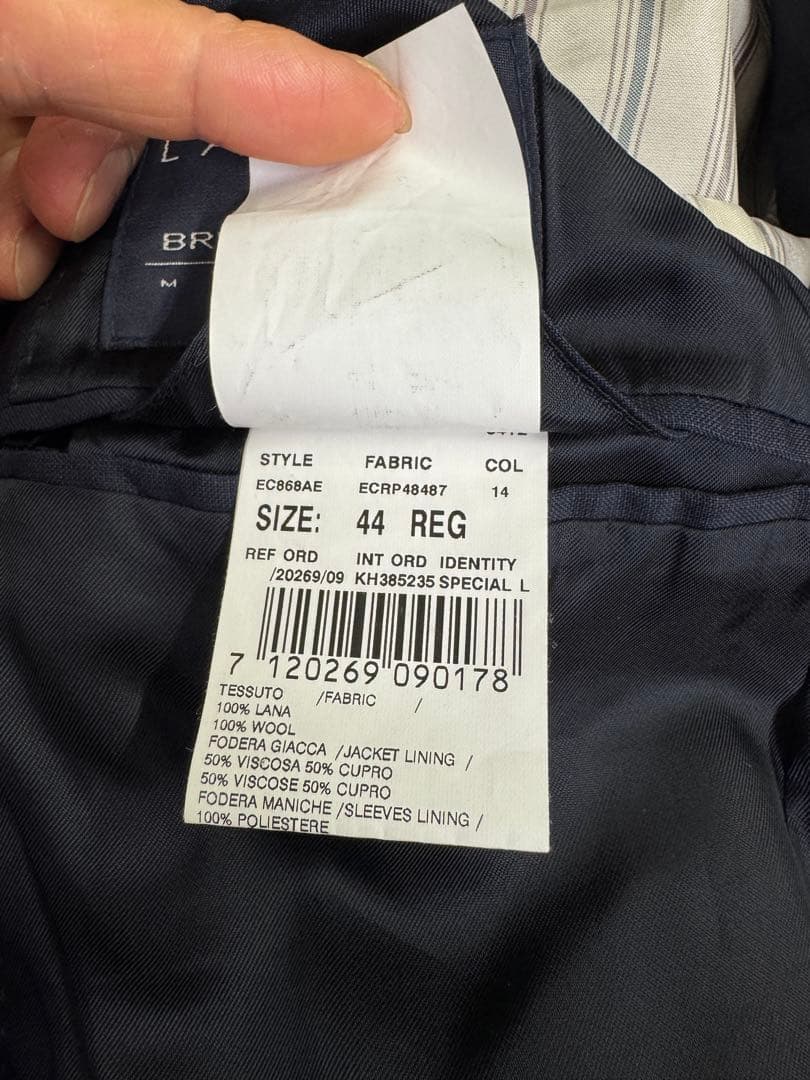 BR
M
STYLE FABRIC COL
EC868AE ECRP48487 14
SIZE: 44 REG
REF ORD INT ORD IDENTITY
/20269/09 KH385235 SPECIAL L
7 120269 090178
TESSUTO /FABRIC /
100% LANA
100% WOOL
FODERA GIACCA /JACKET LINING /
50% VISCOSA 50% CUPRO
50% VISCOSE 50% CUPRO
FODERA MANICHE /SLEEVES LINING /
100% POLIESTERE